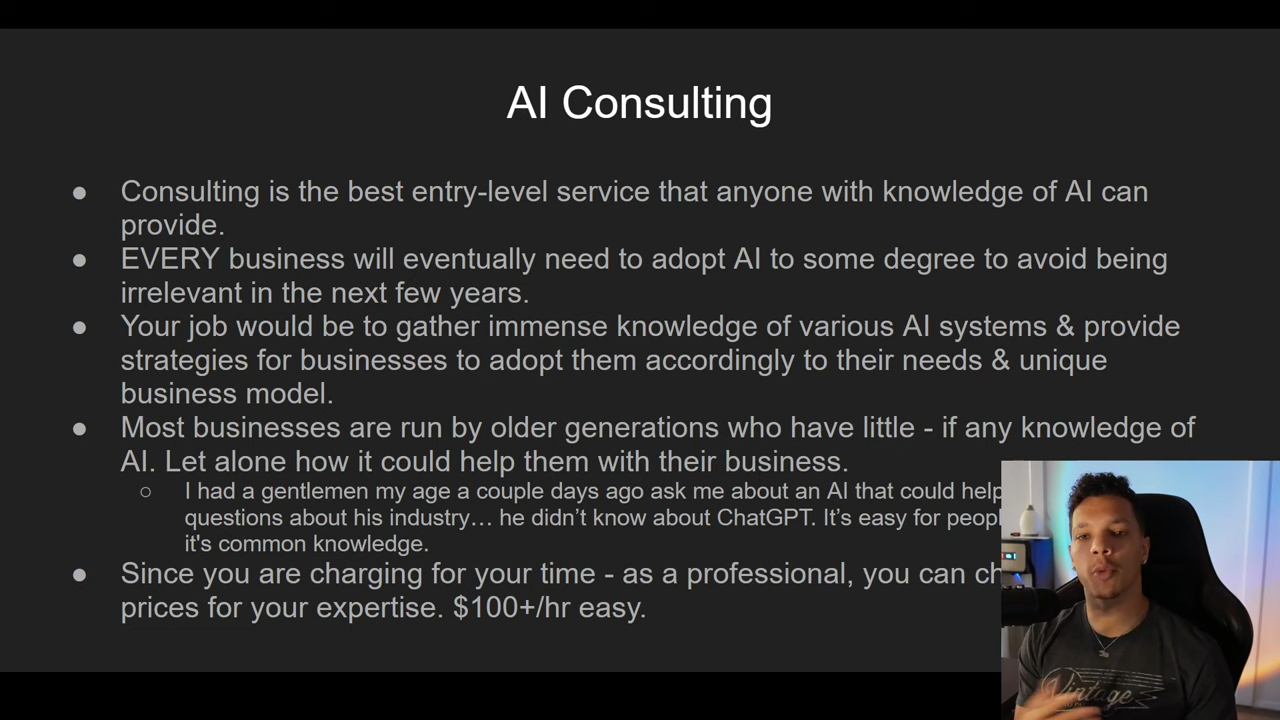 AI Consulting
● Consulting is the best entry-level service that anyone with knowledge of AI can
provide.
● EVERY business will eventually need to adopt AI to some degree to avoid being
irrelevant in the next few years.
● Your job would be to gather immense knowledge of various AI systems & provide
strategies for businesses to adopt them accordingly to their needs & unique
business model.
● Most businesses are run by older generations who have little - if any knowledge of
AI. Let alone how it could help them with their business.
○ I had a gentlemen my age a couple days ago ask me about an AI that could help
questions about his industry… he didn’t know about ChatGPT. It’s easy for
it's common knowledge.
● Since you are charging for your time - as a professional, you can
prices for your expertise. $100+/hr easy.
Vintage